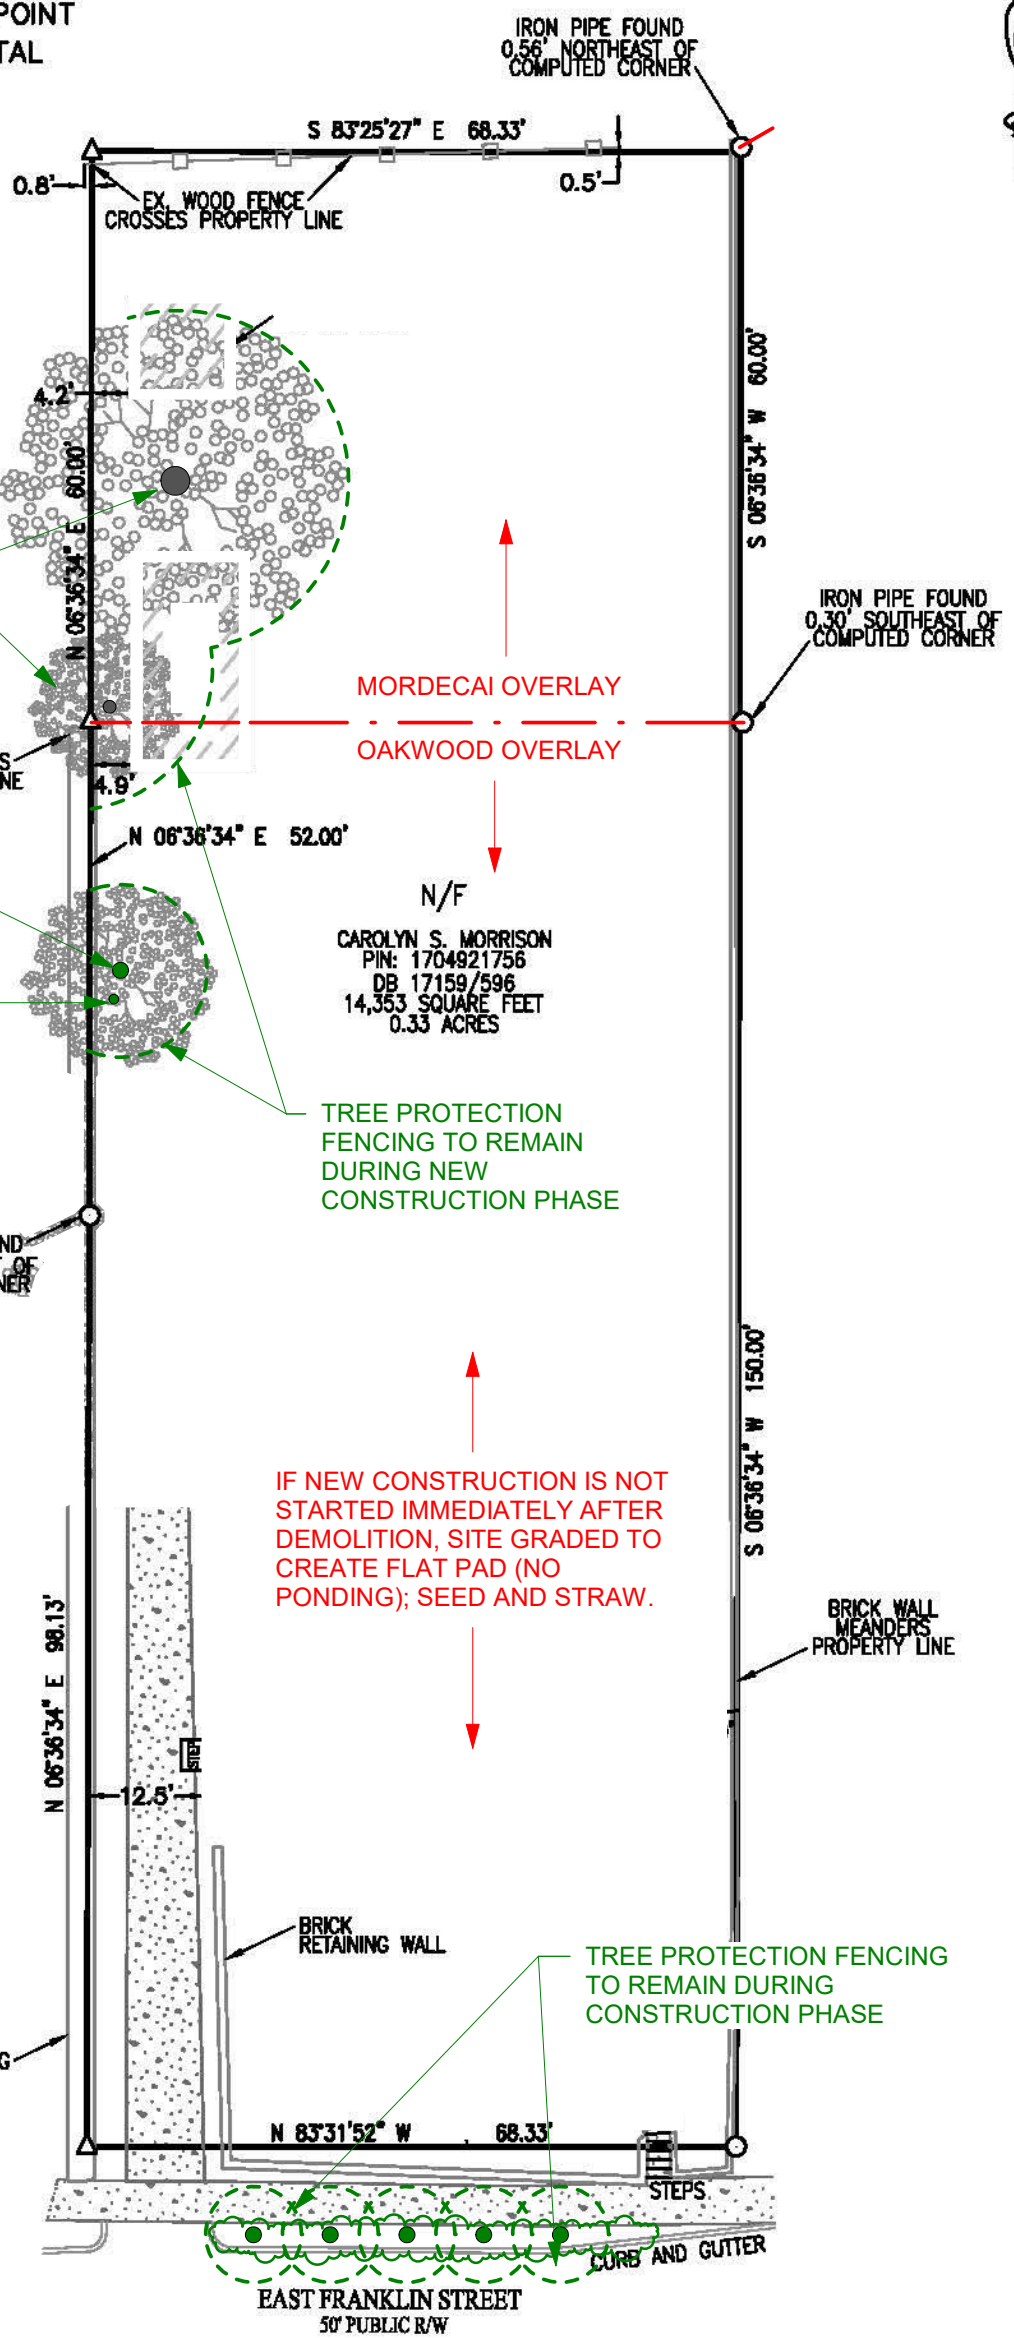 POINT
TAL
IRON PIPE FOUND
0.56' NORTHEAST OF
COMPUTED CORNER
S 83°25'27" E 68.33'
0.8'
0.5'
EX. WOOD FENCE
CROSSES PROPERTY LINE
4.2'
N 06°36'34" E 60.00'
S 06°36'34" W 60.00'
IRON PIPE FOUND
0.30' SOUTHEAST OF
COMPUTED CORNER
MORDECAI OVERLAY
OAKWOOD OVERLAY
S
NE
4.9'
N 06°36'34" E 52.00'
N/F
CAROLYN S. MORRISON
PIN: 1704921756
DB 17159/596
14,353 SQUARE FEET
0.33 ACRES
TREE PROTECTION
FENCING TO REMAIN
DURING NEW
CONSTRUCTION PHASE
ND
OF
NER
S 06°36'34" W 150.00'
IF NEW CONSTRUCTION IS NOT
STARTED IMMEDIATELY AFTER
DEMOLITION, SITE GRADED TO
CREATE FLAT PAD (NO
PONDING); SEED AND STRAW.
BRICK WALL
MEANDERS
PROPERTY LINE
N 06°36'34" E 98.13'
STEP
12.5'
BRICK
RETAINING WALL
TREE PROTECTION FENCING
TO REMAIN DURING
CONSTRUCTION PHASE
G
N 83°31'52" W 68.33'
STEPS
CURB AND GUTTER
EAST FRANKLIN STREET
50' PUBLIC R/W